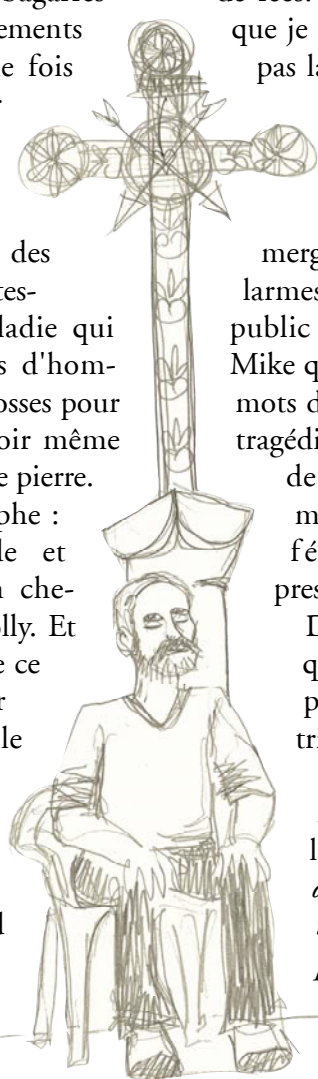 ements
e fois
des
tes-
ladie qui
s d'hom-
osses pour
oir même
e pierre.
phe :
le et
n che-
lly. Et
e ce
r
le
d
que je
pas la
merg
larmes
public
Mike q
mots d
tragédi
de
m
fé
pres
D
q
p
tri
l